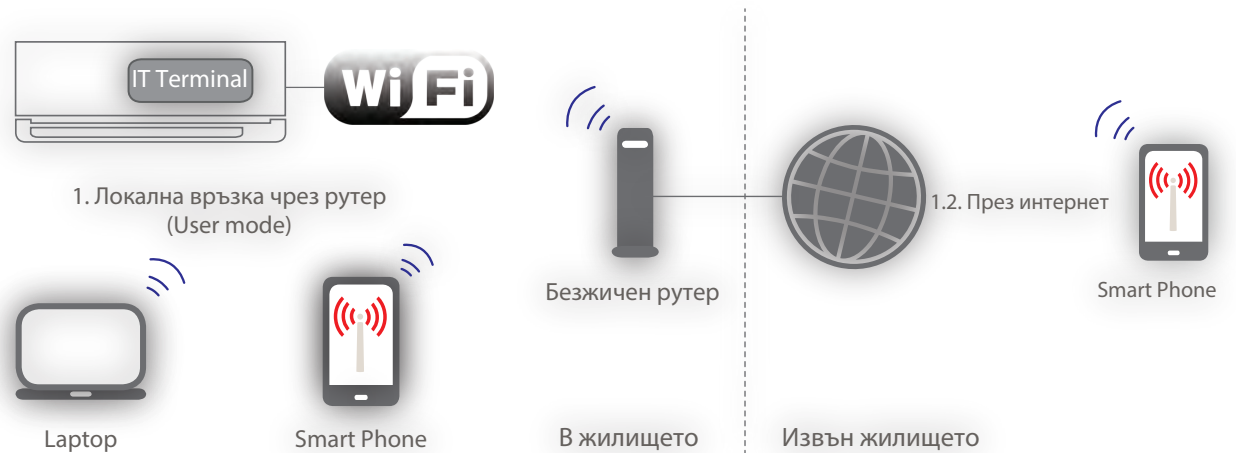 IT Terminal
WiFi
1. Локална връзка чрез рутер
(User mode)
Laptop
Smart Phone
Безжичен рутер
В жилището
1.2. През интернет
Smart Phone
Извън жилището